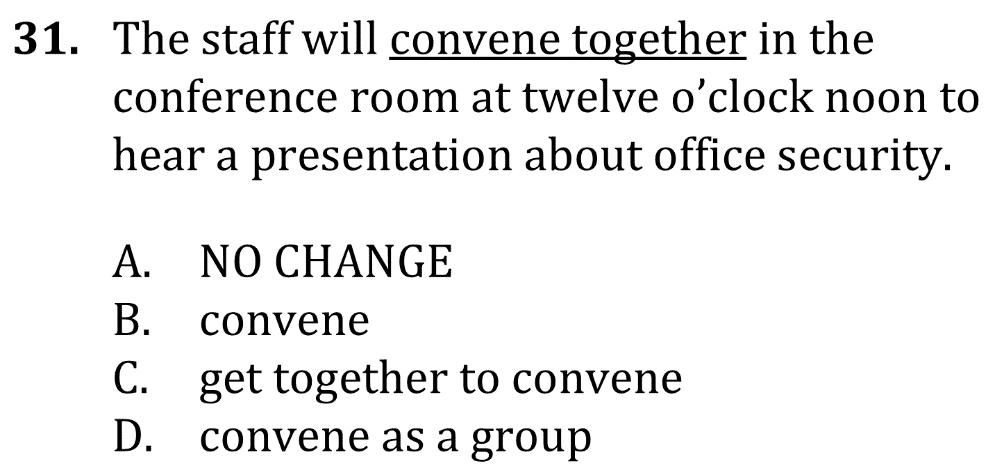 31. The staff will convene together in the
conference room at twelve o’clock noon to
hear a presentation about office security.
A. NO CHANGE
B. convene
C. get together to convene
D. convene as a group